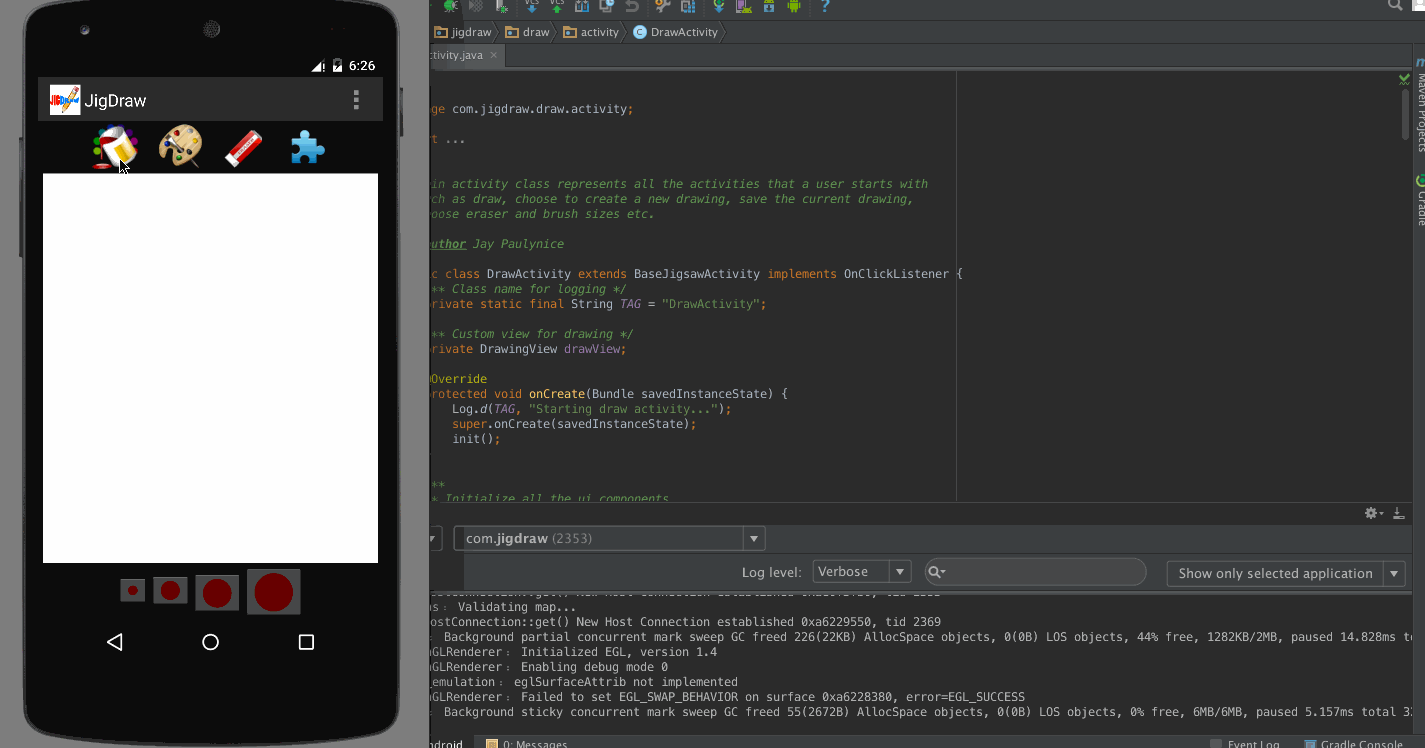 6:26
JigDraw
jigdraw
draw
activity
DrawActivity
ctivity.java
ge com.jigdraw.draw.activity;
t ...
in activity class represents all the activities that a user starts with
ch as draw, choose to create a new drawing, save the current drawing,
oose eraser and brush sizes etc.
uthor Jay Paulynice
c class DrawActivity extends BaseJigsawActivity implements OnClickListener {
** Class name for logging */
rivate static final String TAG = "DrawActivity";
** Custom view for drawing */
rivate DrawingView drawView;
Override
rotected void onCreate(Bundle savedInstanceState) {
Log.d(TAG, "Starting draw activity...");
super.onCreate(savedInstanceState);
init();
**
* Initialize all the ui components
Maven Projects
Gradle
com.jigdraw (2353)
Log level:
Verbose
Show only selected application
s﹕ Validating map...
ostConnection::get() New Host Connection established 0xa6229550, tid 2369
Background partial concurrent mark sweep GC freed 226(22KB) AllocSpace objects, 0(0B) LOS objects, 44% free, 1282KB/2MB, paused 14.828ms to
GLRenderer﹕ Initialized EGL, version 1.4
GLRenderer﹕ Enabling debug mode 0
_emulation﹕ eglSurfaceAttrib not implemented
GLRenderer﹕ Failed to set EGL_SWAP_BEHAVIOR on surface 0xa6228380, error=EGL_SUCCESS
Background sticky concurrent mark sweep GC freed 55(2672B) AllocSpace objects, 0(0B) LOS objects, 0% free, 6MB/6MB, paused 5.157ms total 3
ndroid
0: Messages
Event Log
Gradle Console